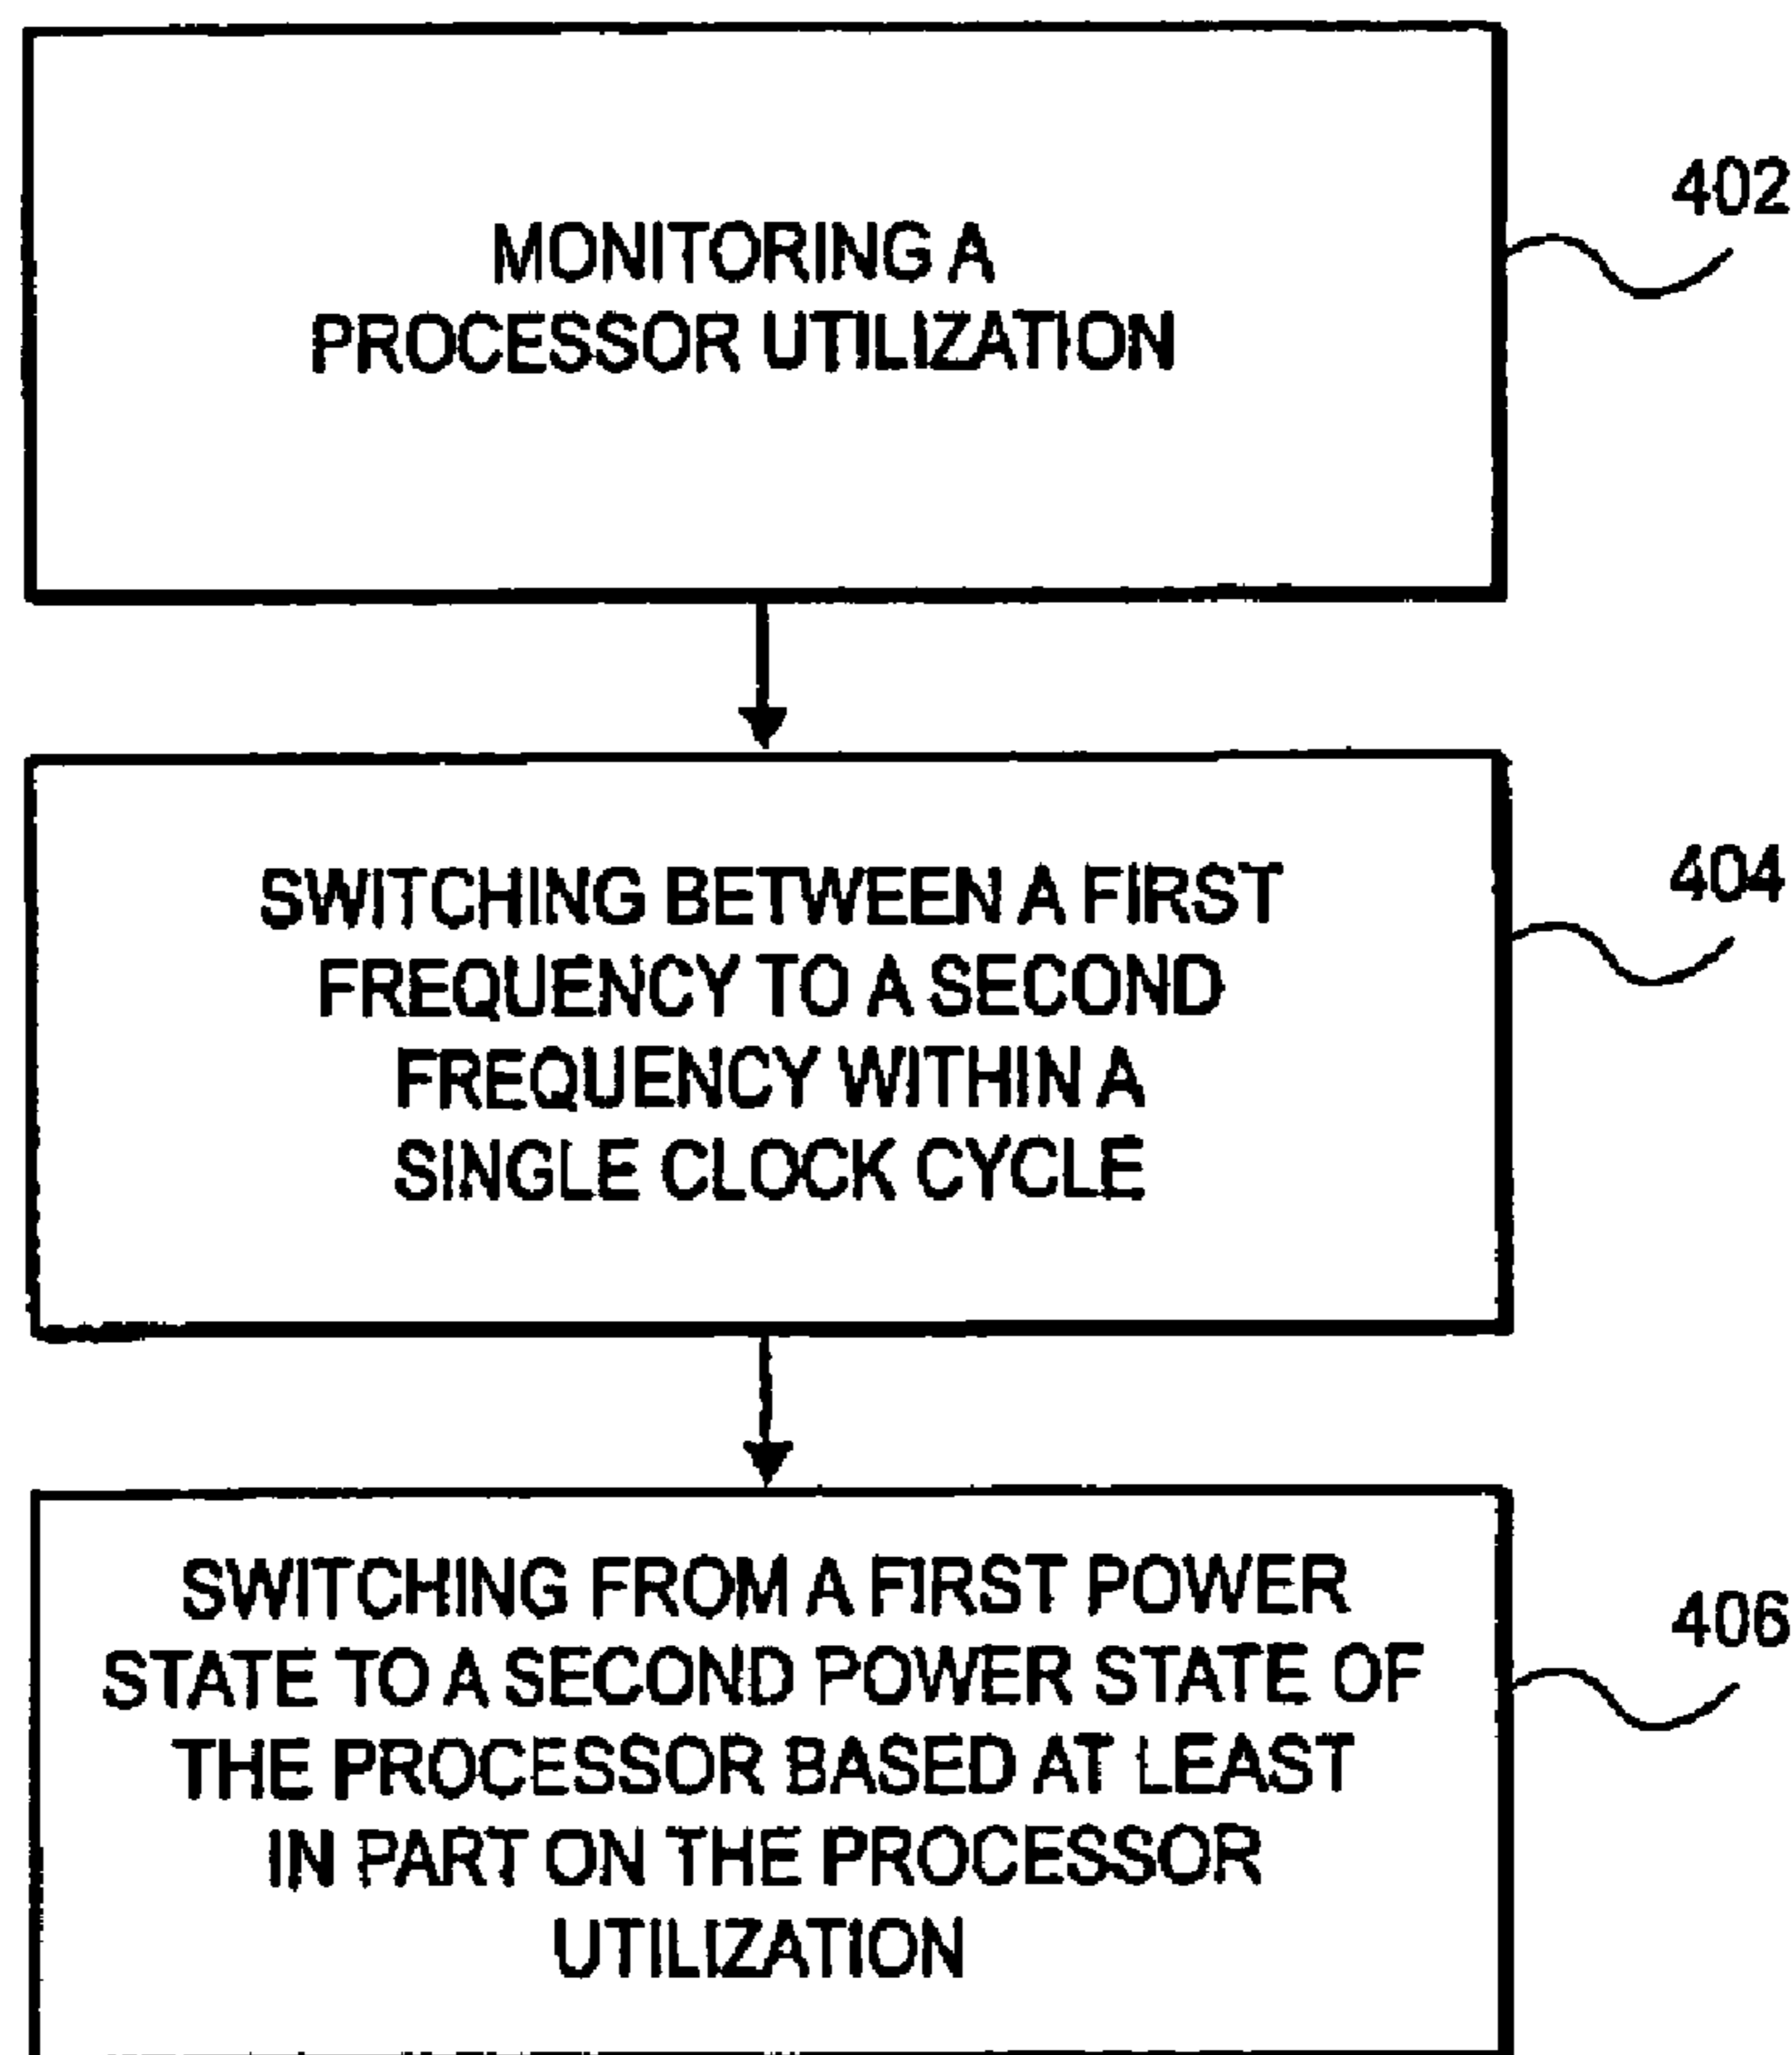 MONITORING A
PROCESSOR UTILIZATION
402
SWITCHING BETWEEN A FIRST
FREQUENCY TO A SECOND
FREQUENCY WITHIN A
SINGLE CLOCK CYCLE
404
SWITCHING FROM A FIRST POWER
STATE TO A SECOND POWER STATE OF
THE PROCESSOR BASED AT LEAST
IN PART ON THE PROCESSOR
UTILIZATION
406